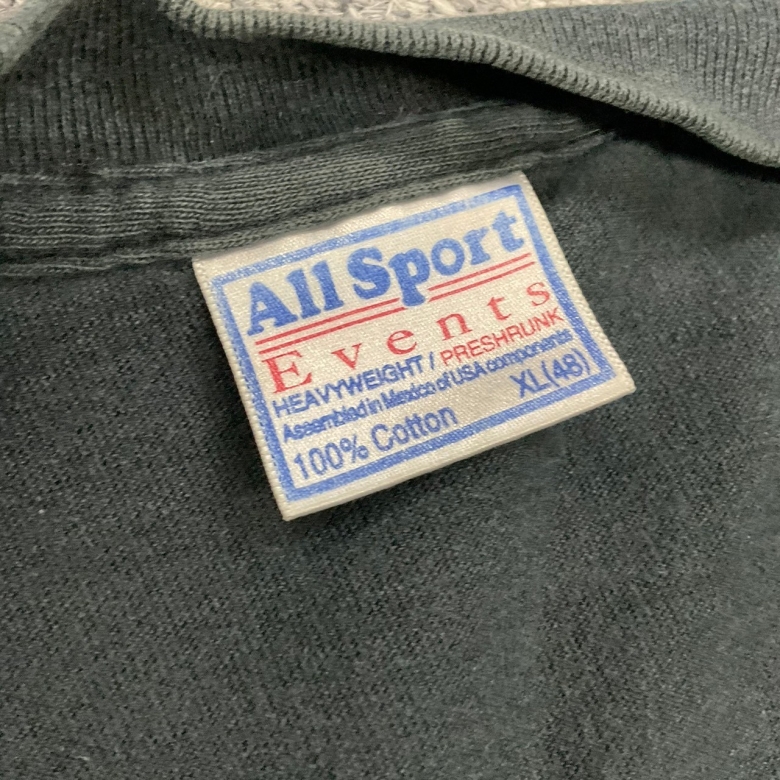 All Sport
Events
HEAVYWEIGHT / PRESHRUNK
Assembled in Mexico of USA components
100% Cotton XL(48)